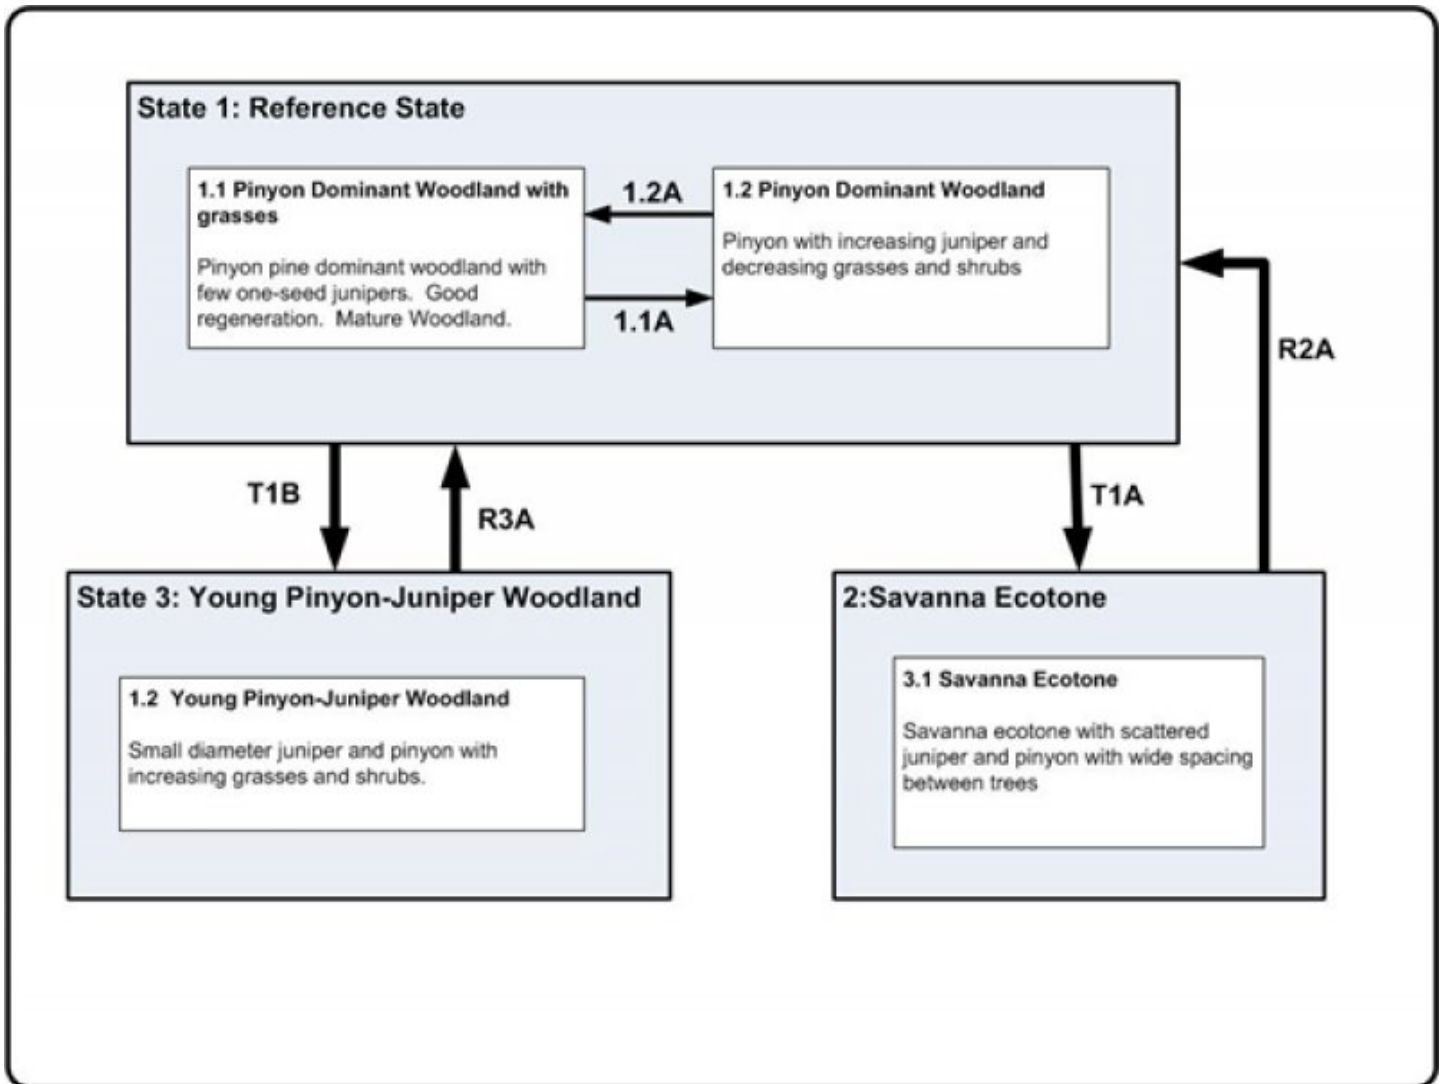 State 1: Reference State
1.1 Pinyon Dominant Woodland with
grasses
Pinyon pine dominant woodland with
few one-seed junipers.  Good
regeneration.  Mature Woodland.
1.2A
1.1A
1.2 Pinyon Dominant Woodland
Pinyon with increasing juniper and
decreasing grasses and shrubs
R2A
T1B
R3A
T1A
State 3: Young Pinyon-Juniper Woodland
1.2  Young Pinyon-Juniper Woodland
Small diameter juniper and pinyon with
increasing grasses and shrubs.
2:Savanna Ecotone
3.1 Savanna Ecotone
Savanna ecotone with scattered
juniper and pinyon with wide spacing
between trees